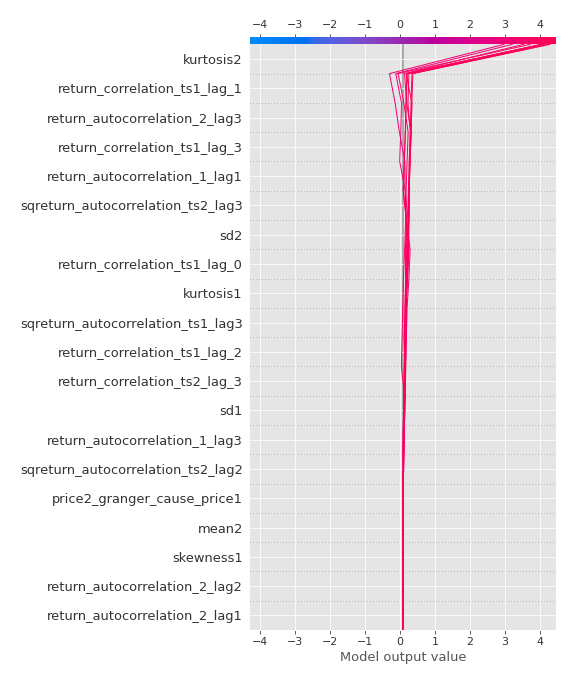 −4 −3 −2 −1 0 1 2 3 4
kurtosis2
return_correlation_ts1_lag_1
return_autocorrelation_2_lag3
return_correlation_ts1_lag_3
return_autocorrelation_1_lag1
sqreturn_autocorrelation_ts2_lag3
sd2
return_correlation_ts1_lag_0
kurtosis1
sqreturn_autocorrelation_ts1_lag3
return_correlation_ts1_lag_2
return_correlation_ts2_lag_3
sd1
return_autocorrelation_1_lag3
sqreturn_autocorrelation_ts2_lag2
price2_granger_cause_price1
mean2
skewness1
return_autocorrelation_2_lag2
return_autocorrelation_2_lag1
−4 −3 −2 −1 0 1 2 3 4
Model output value